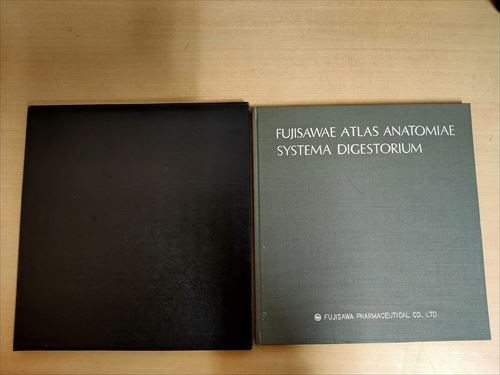 FUJISAWAE ATLAS ANATOMIAE
SYSTEMA DIGESTORIUM
FUJISAWA PHARMACEUTICAL CO., LTD.